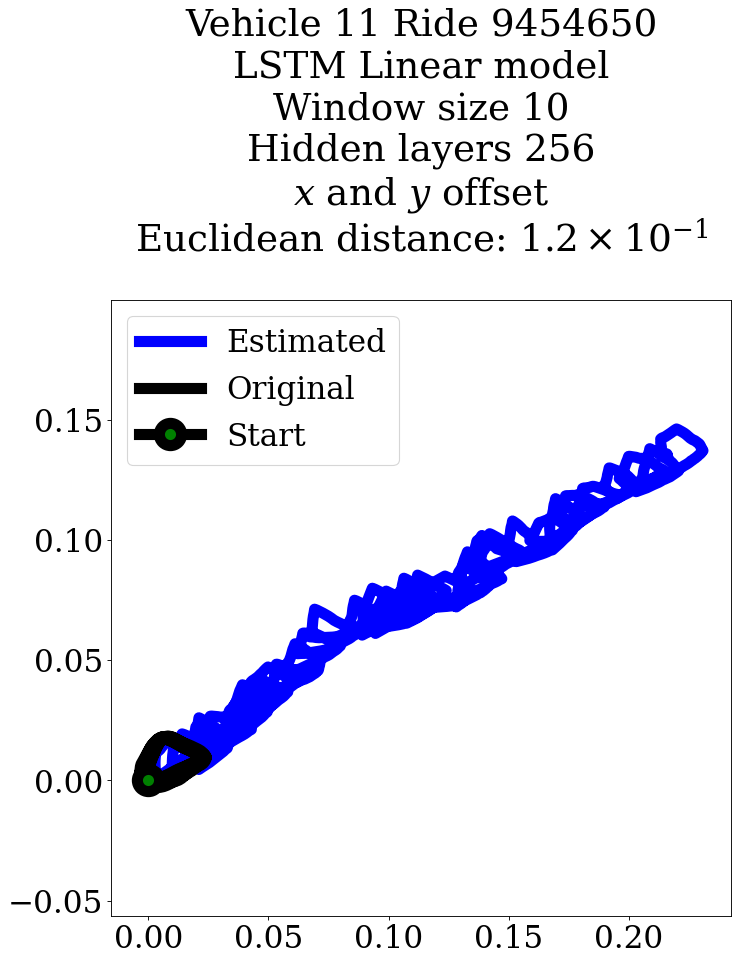 Vehicle 11 Ride 9454650
LSTM Linear model
Window size 10
Hidden layers 256
x and y offset
Euclidean distance: 1.2 × 10⁻¹
Estimated
Original
Start
0.15
0.10
0.05
0.00
−0.05
0.00 0.05 0.10 0.15 0.20